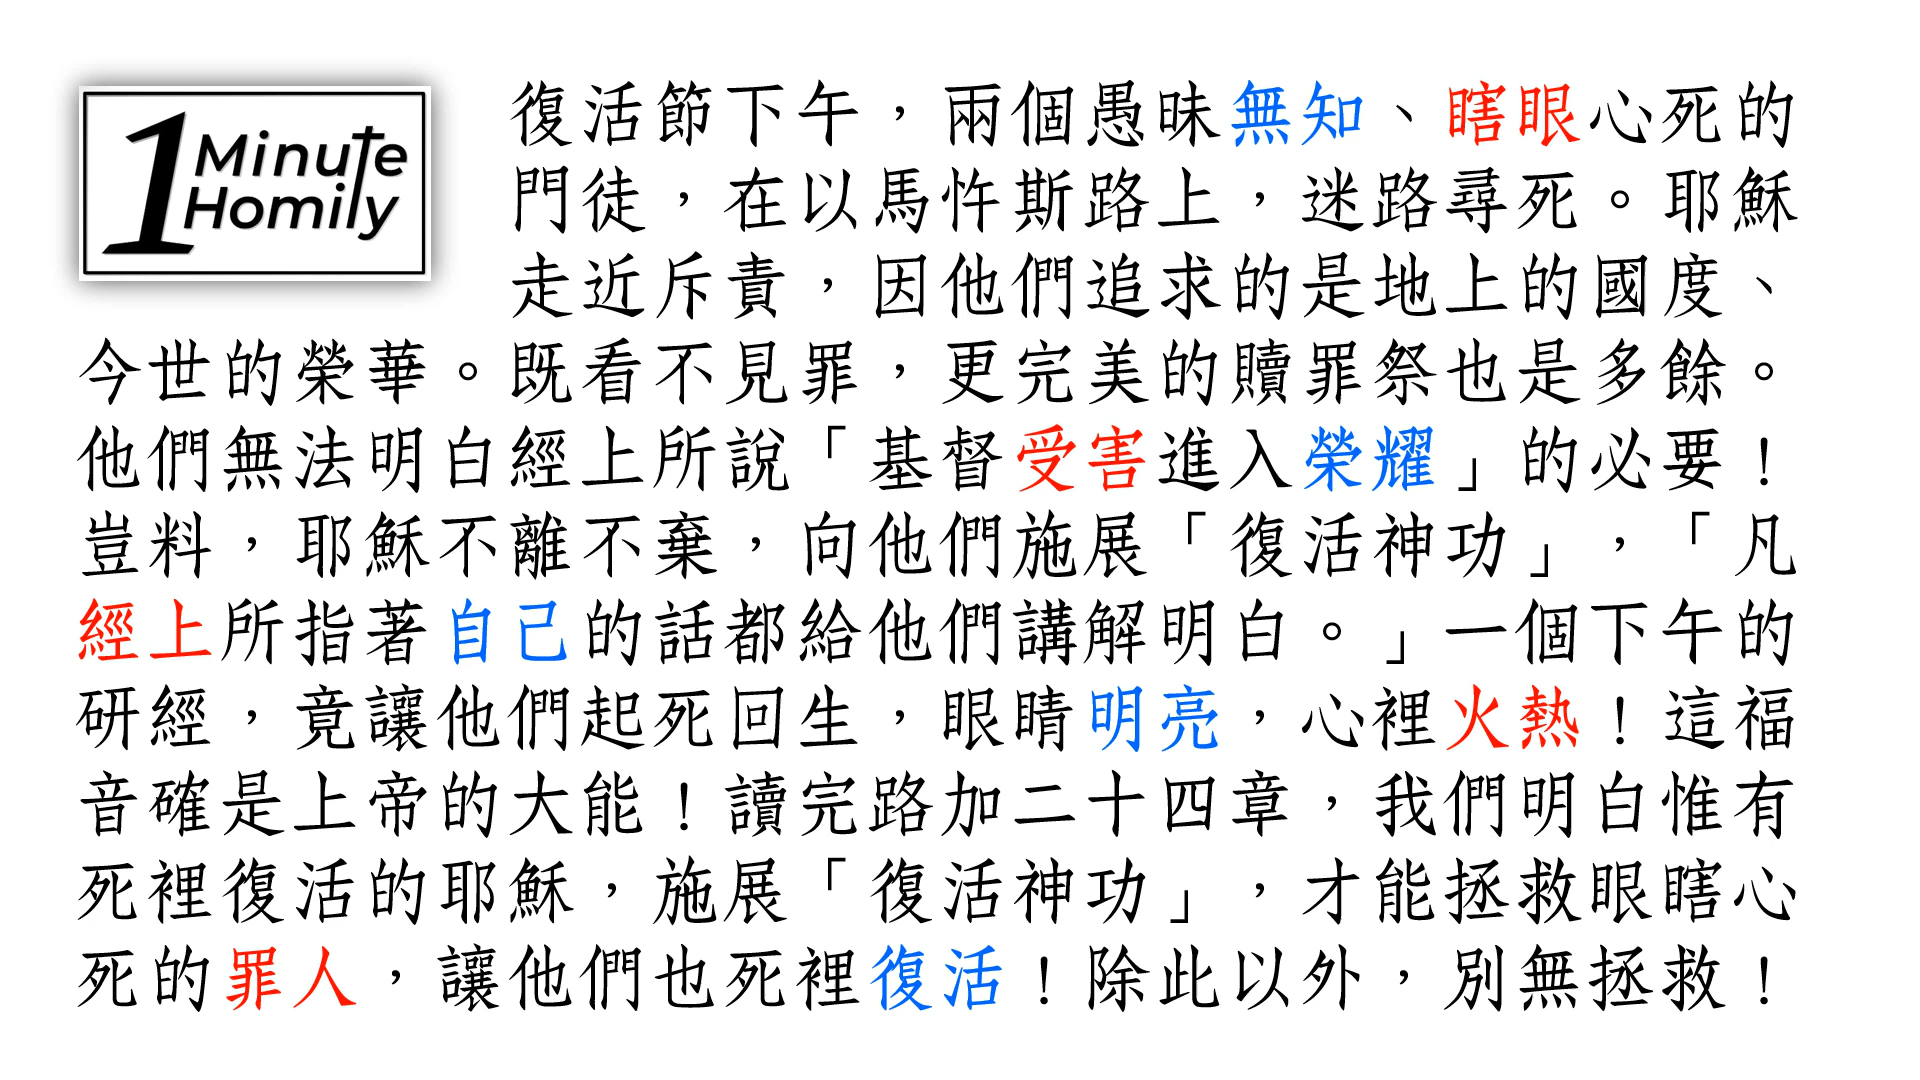 1 Minute
Homily
復活節下午，兩個愚昧無知、瞎眼心死的
門徒，在以馬忤斯路上，迷路尋死。耶穌
走近斥責，因他們追求的是地上的國度、
今世的榮華。既看不見罪，更完美的贖罪祭也是多餘。
他們無法明白經上所說「基督受害進入榮耀」的必要！
豈料，耶穌不離不棄，向他們施展「復活神功」，「凡
經上所指著自己的話都給他們講解明白。」一個下午的
研經，竟讓他們起死回生，眼睛明亮，心裡火熱！這福
音確是上帝的大能！讀完路加二十四章，我們明白惟有
死裡復活的耶穌，施展「復活神功」，才能拯救眼瞎心
死的罪人，讓他們也死裡復活！除此以外，別無拯救！